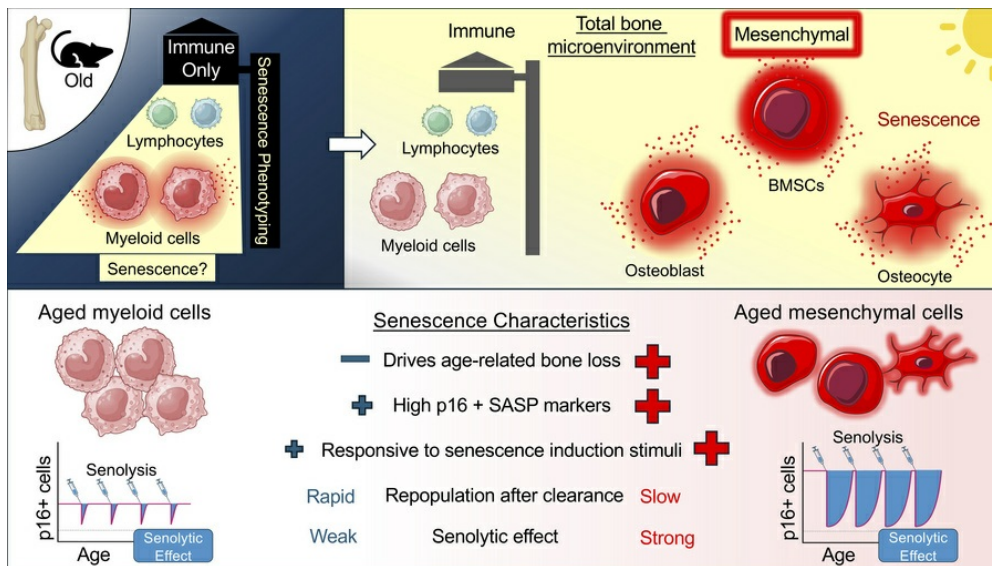 Old
Immune
Only
Senescence Phenotyping
Lymphocytes
Myeloid cells
Senescence?
Immune
Lymphocytes
Myeloid cells
Total bone
microenvironment
Mesenchymal
Senescence
BMSCs
Osteoblast
Osteocyte
Aged myeloid cells
Senolysis
p16+ cells
Age
Senolytic
Effect
Senescence Characteristics
Drives age-related bone loss
High p16 + SASP markers
Responsive to senescence induction stimuli
Rapid Repopulation after clearance Slow
Weak Senolytic effect Strong
Aged mesenchymal cells
Senolysis
p16+ cells
Age
Senolytic
Effect